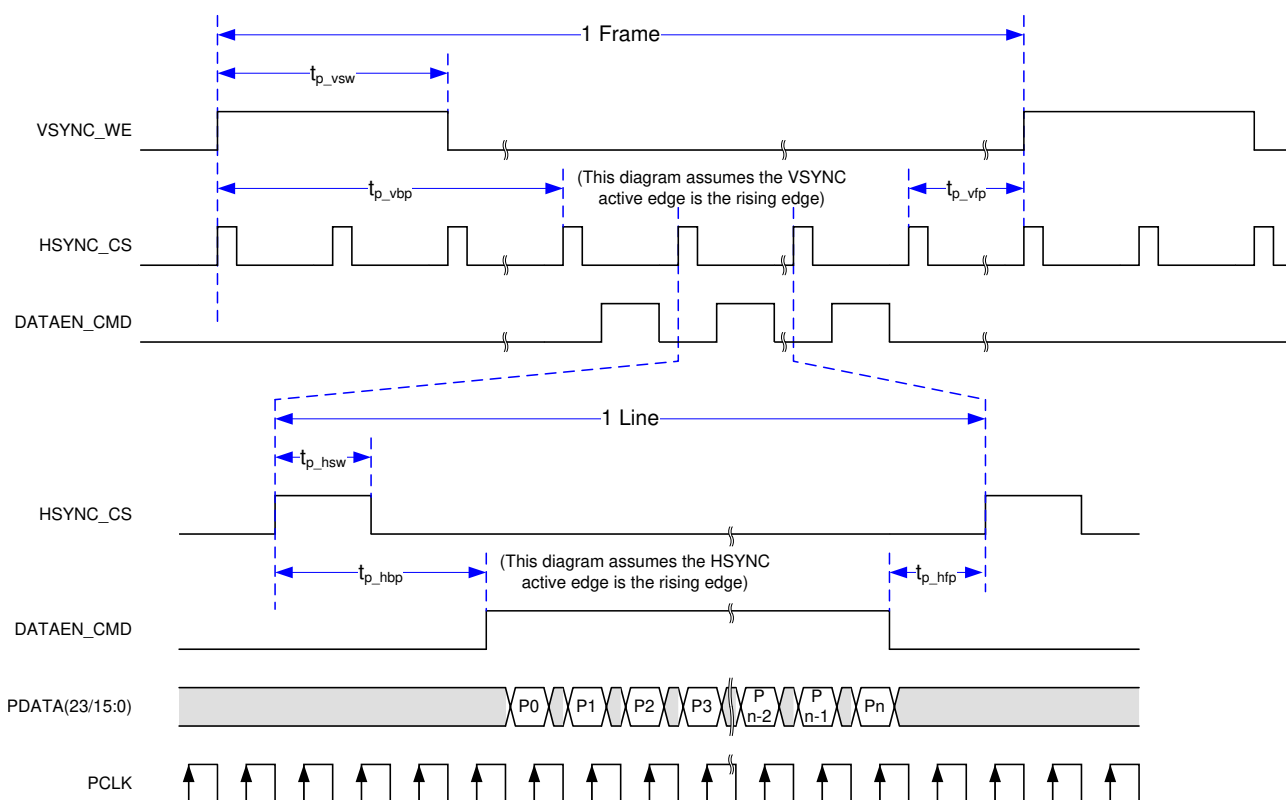 1 Frame
tp_vsw
VSYNC_WE
tp_vbp
(This diagram assumes the VSYNC
active edge is the rising edge)
tp_vfp
HSYNC_CS
DATAEN_CMD
1 Line
tp_hsw
HSYNC_CS
tp_hbp
(This diagram assumes the HSYNC
active edge is the rising edge)
tp_hfp
DATAEN_CMD
PDATA(23/15:0)
P0
P1
P2
P3
P
n-2
P
n-1
Pn
PCLK